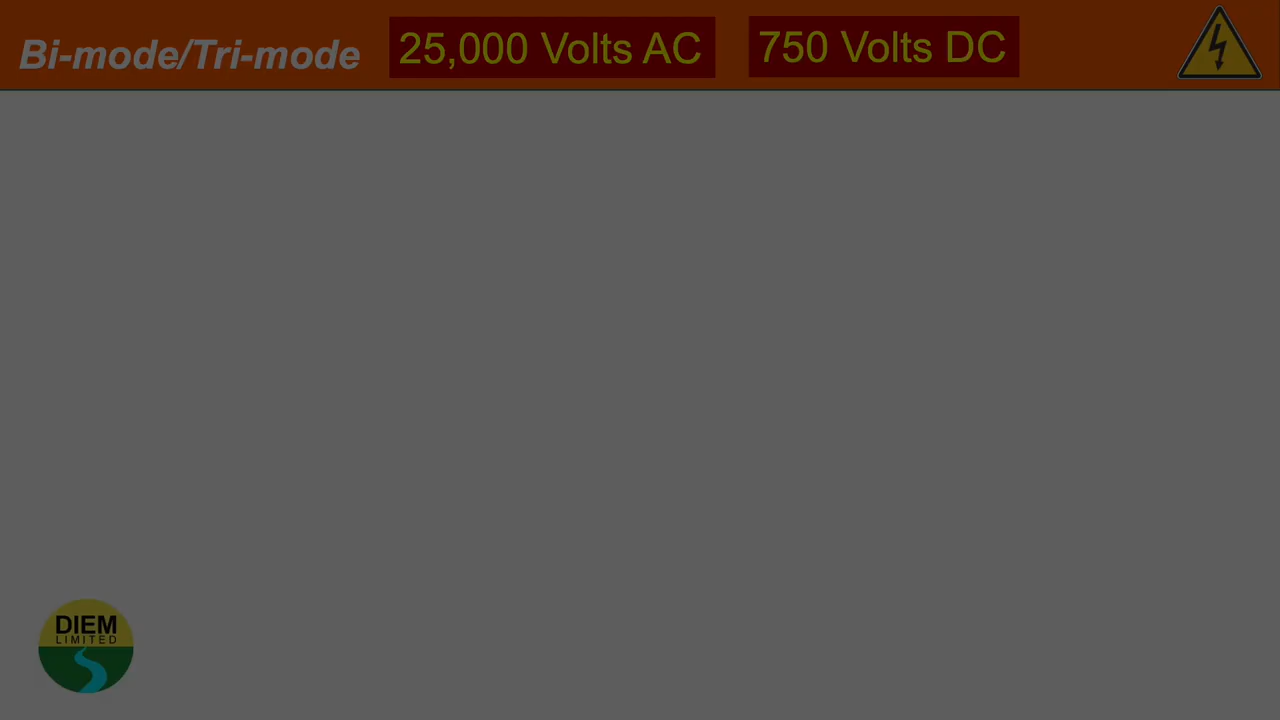 Bi-mode/Tri-mode
25,000 Volts AC
750 Volts DC
DIEM
LIMITED